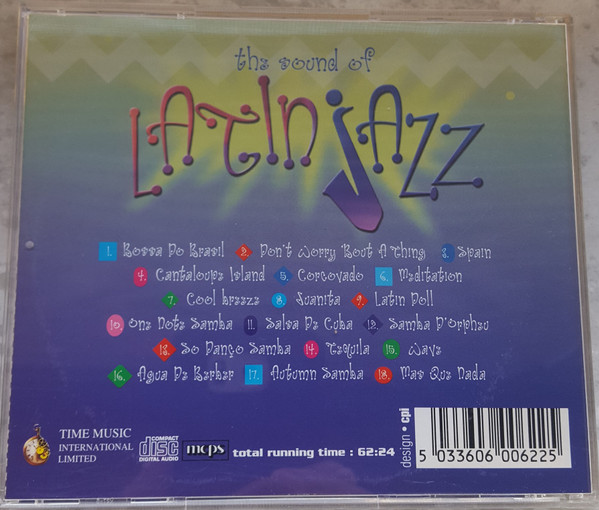 the sound of
LATIN JAZZ
1. Bossa Do Brasil 2. Don't Worry 'Bout A Thing 3. Spain
4. Cantaloupe Island 5. Corcovado 6. Meditation
7. Cool breeze 8. Juanita 9. Latin Doll
10. One Note Samba 11. Salsa De Cuba 12. Samba D'orpheu
13. So Danço Samba 14. Tequila 15. Wave
16. Agua De Berber 17. Autumn Samba 18. Mas Que Nada
TIME MUSIC
INTERNATIONAL
LIMITED
COMPACT
disc
DIGITAL AUDIO
mcps
total running time : 62:24
design • cpi
5 033606 006225